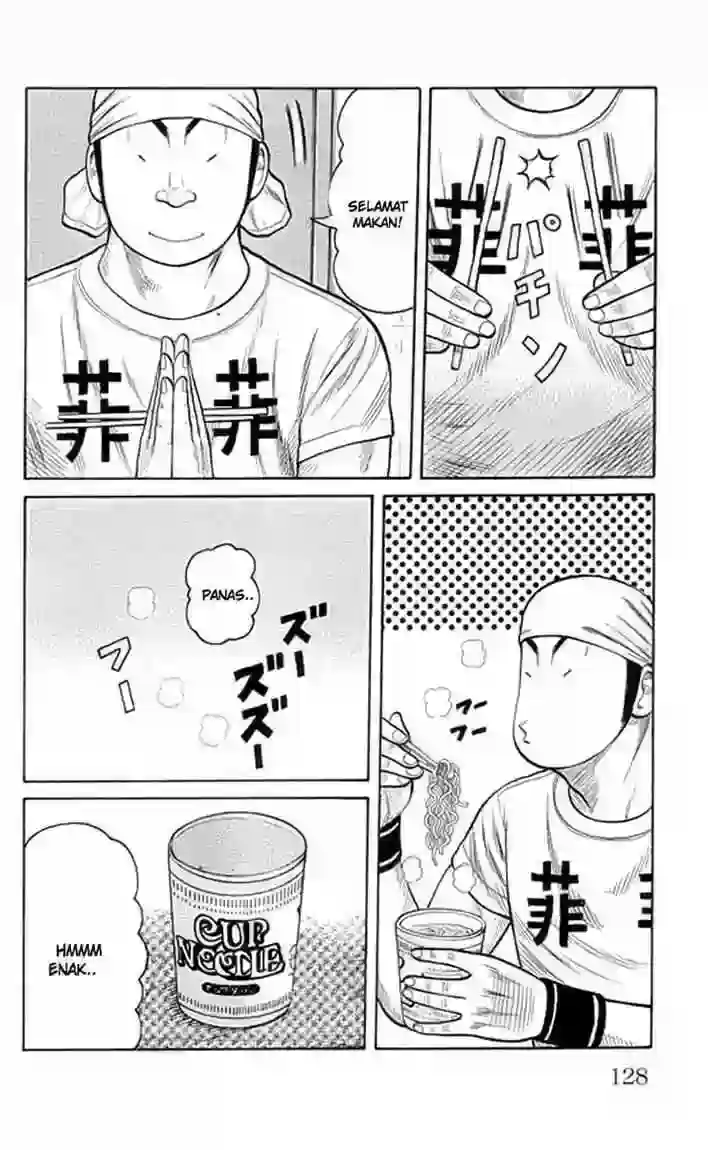 パチン
菲 菲
SELAMAT
MAKAN!
菲 菲
フーフー
菲 菲
PANAS..
ズー
ズズー
フー
HMMM
ENAK..
CUP
NOODLE
128